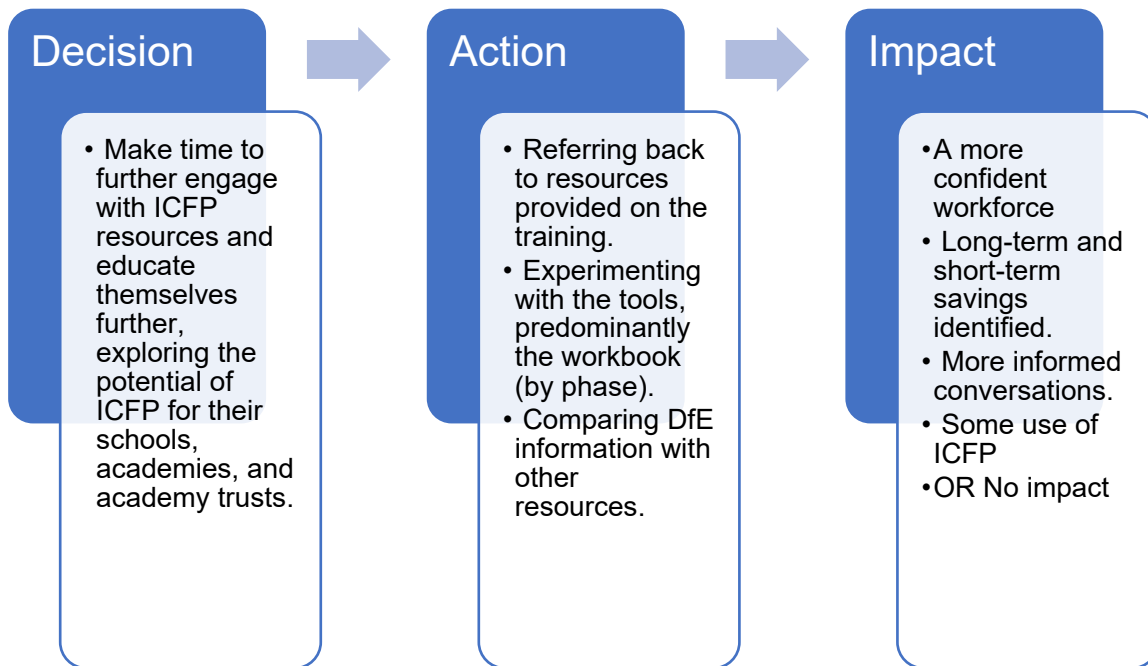 Decision
• Make time to
further engage
with ICFP
resources and
educate
themselves
further,
exploring the
potential of
ICFP for their
schools,
academies, and
academy trusts.
Action
• Referring back
to resources
provided on the
training.
• Experimenting
with the tools,
predominantly
the workbook
(by phase).
• Comparing DfE
information with
other
resources.
Impact
•A more
confident
workforce
• Long-term and
short-term
savings
identified.
• More informed
conversations.
• Some use of
ICFP
•OR No impact